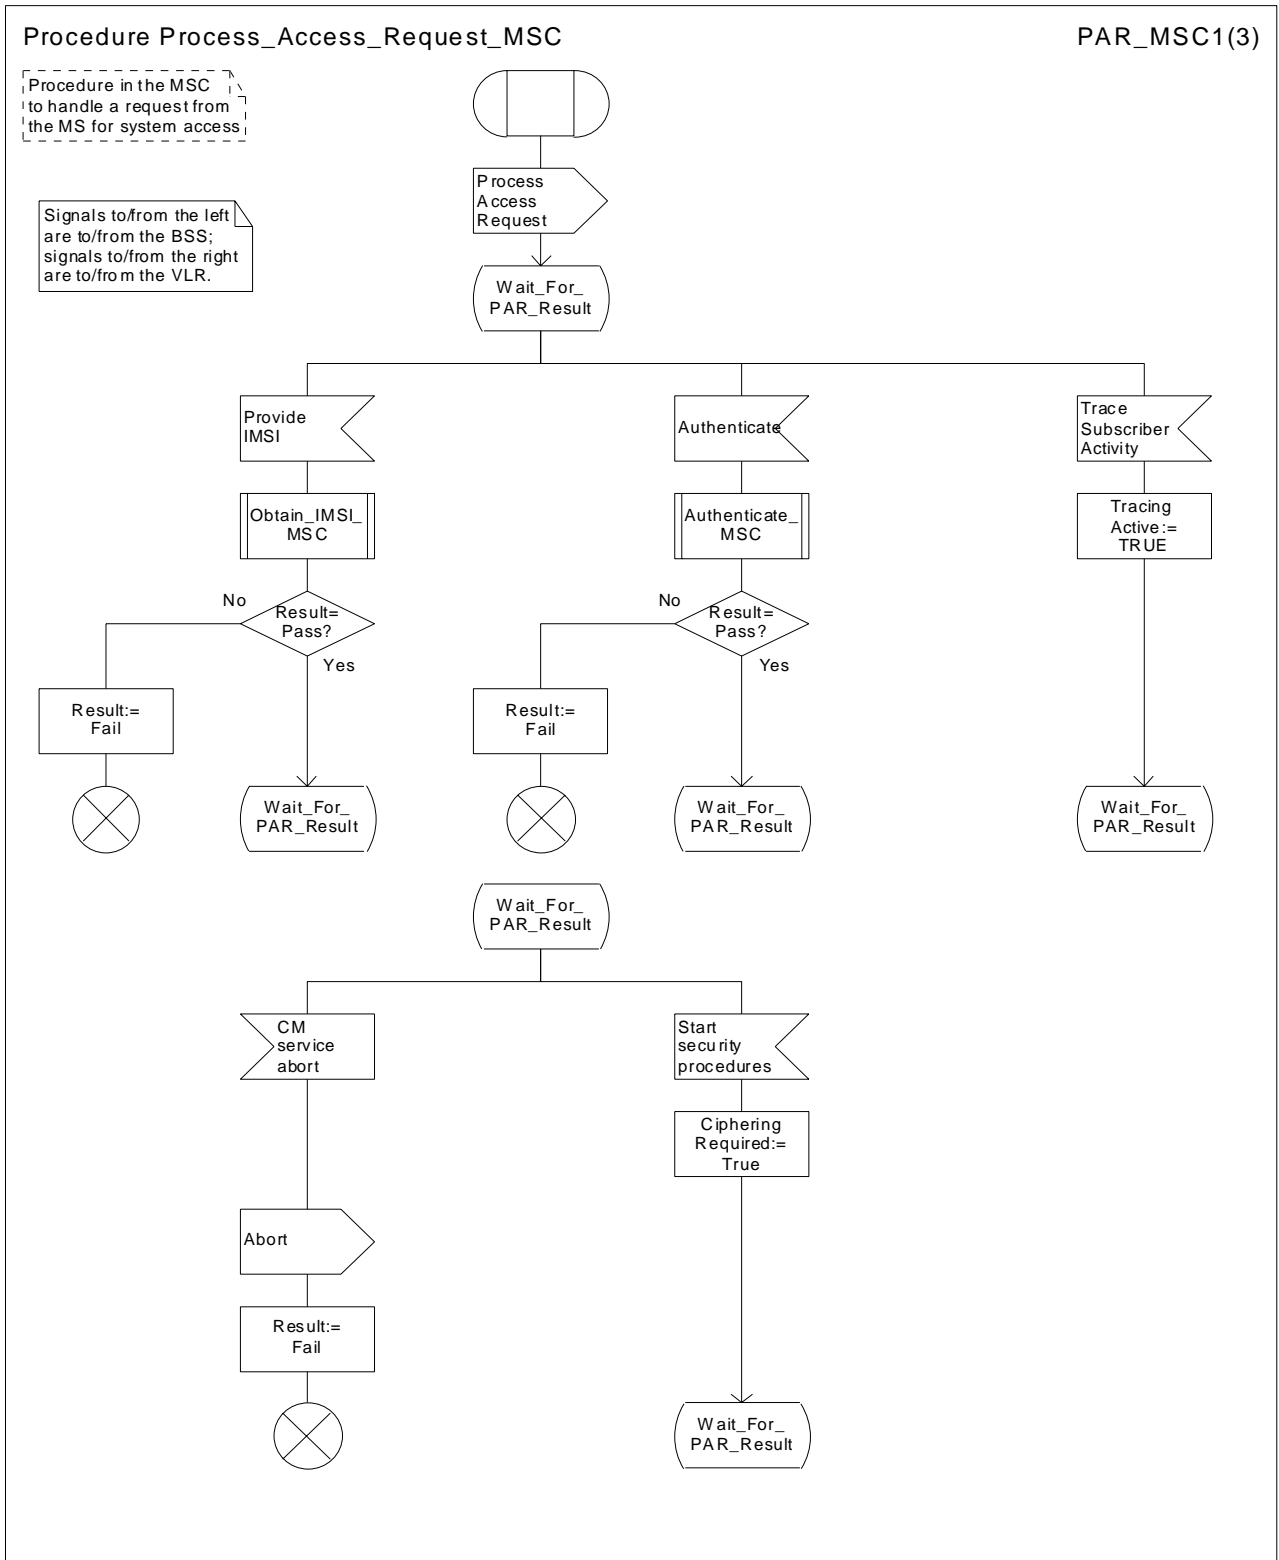 Procedure Process_Access_Request_MSC
PAR_MSC1(3)
Procedure in the MSC
to handle a request from
the MS for system access
Signals to/from the left
are to/from the BSS;
signals to/from the right
are to/from the VLR.
Process
Access
Request
Wait_For_
PAR_Result
Provide
IMSI
Authenticate
Trace
Subscriber
Activity
Obtain_IMSI_
MSC
Authenticate_
MSC
Tracing
Active:=
TRUE
No
Result=
Pass?
Yes
No
Result=
Pass?
Yes
Result:=
Fail
Result:=
Fail
Wait_For_
PAR_Result
Wait_For_
PAR_Result
Wait_For_
PAR_Result
Wait_For_
PAR_Result
CM
service
abort
Start
security
procedures
Ciphering
Required:=
True
Abort
Result:=
Fail
Wait_For_
PAR_Result